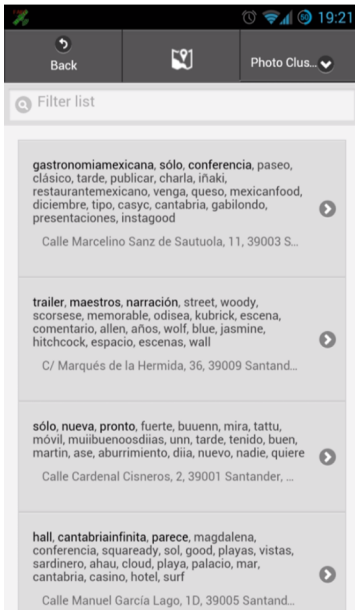 19:21
Back
Photo Clus...
Filter list
gastronomiamexicana, sólo, conferencia, paseo,
clásico, tarde, publicar, charla, iñaki,
restaurantemexicano, venga, queso, mexicanfood,
diciembre, tipo, casyc, cantabria, gabilondo,
presentaciones, instagood
Calle Marcelino Sanz de Sautuola, 11, 39003 S...
trailer, maestros, narración, street, woody,
scorsese, memorable, odisea, kubrick, escena,
comentario, allen, años, wolf, blue, jasmine,
hitchcock, espacio, escenas, wall
C/ Marqués de la Hermida, 36, 39009 Santand...
sólo, nueva, pronto, fuerte, buuenn, mira, tattu,
móvil, muiibuenoosdiias, unn, tarde, tenido, buen,
martin, ase, aburrimiento, diia, nuevo, nadie, quiere
Calle Cardenal Cisneros, 2, 39001 Santander, ...
hall, cantabriainfinita, parece, magdalena,
conferencia, squaready, sol, good, playas, vistas,
sardinero, ahau, cloud, playa, palacio, mar,
cantabria, casino, hotel, surf
Calle Manuel García Lago, 1D, 39005 Santand...